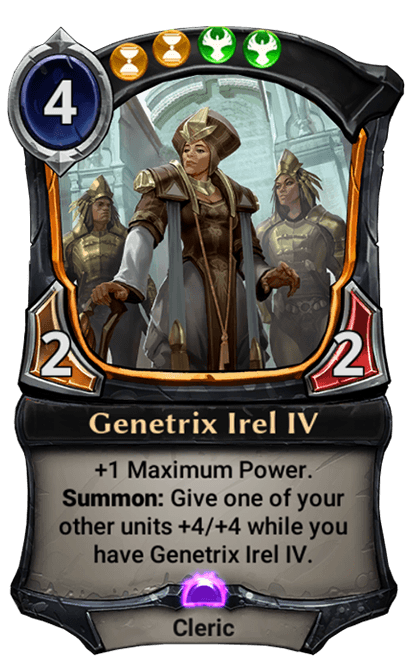 4
2
2
Genetrix Irel IV
+1 Maximum Power.
Summon: Give one of your
other units +4/+4 while you
have Genetrix Irel IV.
Cleric